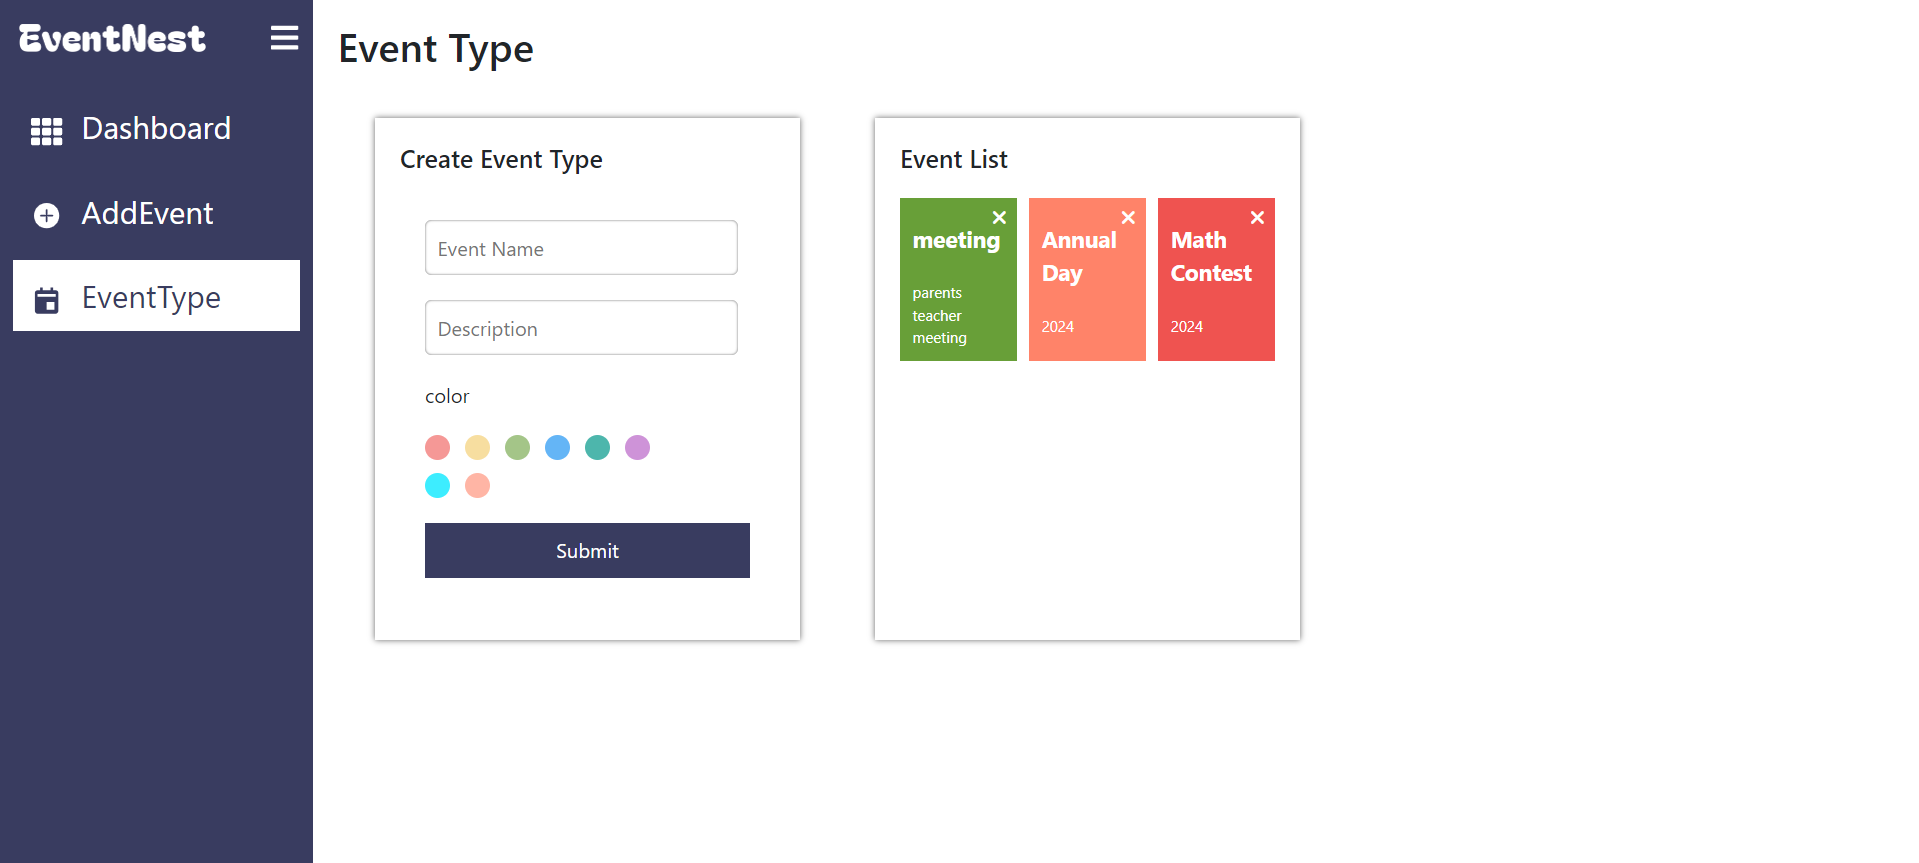 EventNest
Dashboard
AddEvent
EventType
Event Type
Create Event Type
Event Name
Description
color
Submit
Event List
meeting
parents
teacher
meeting
Annual
Day
2024
Math
Contest
2024